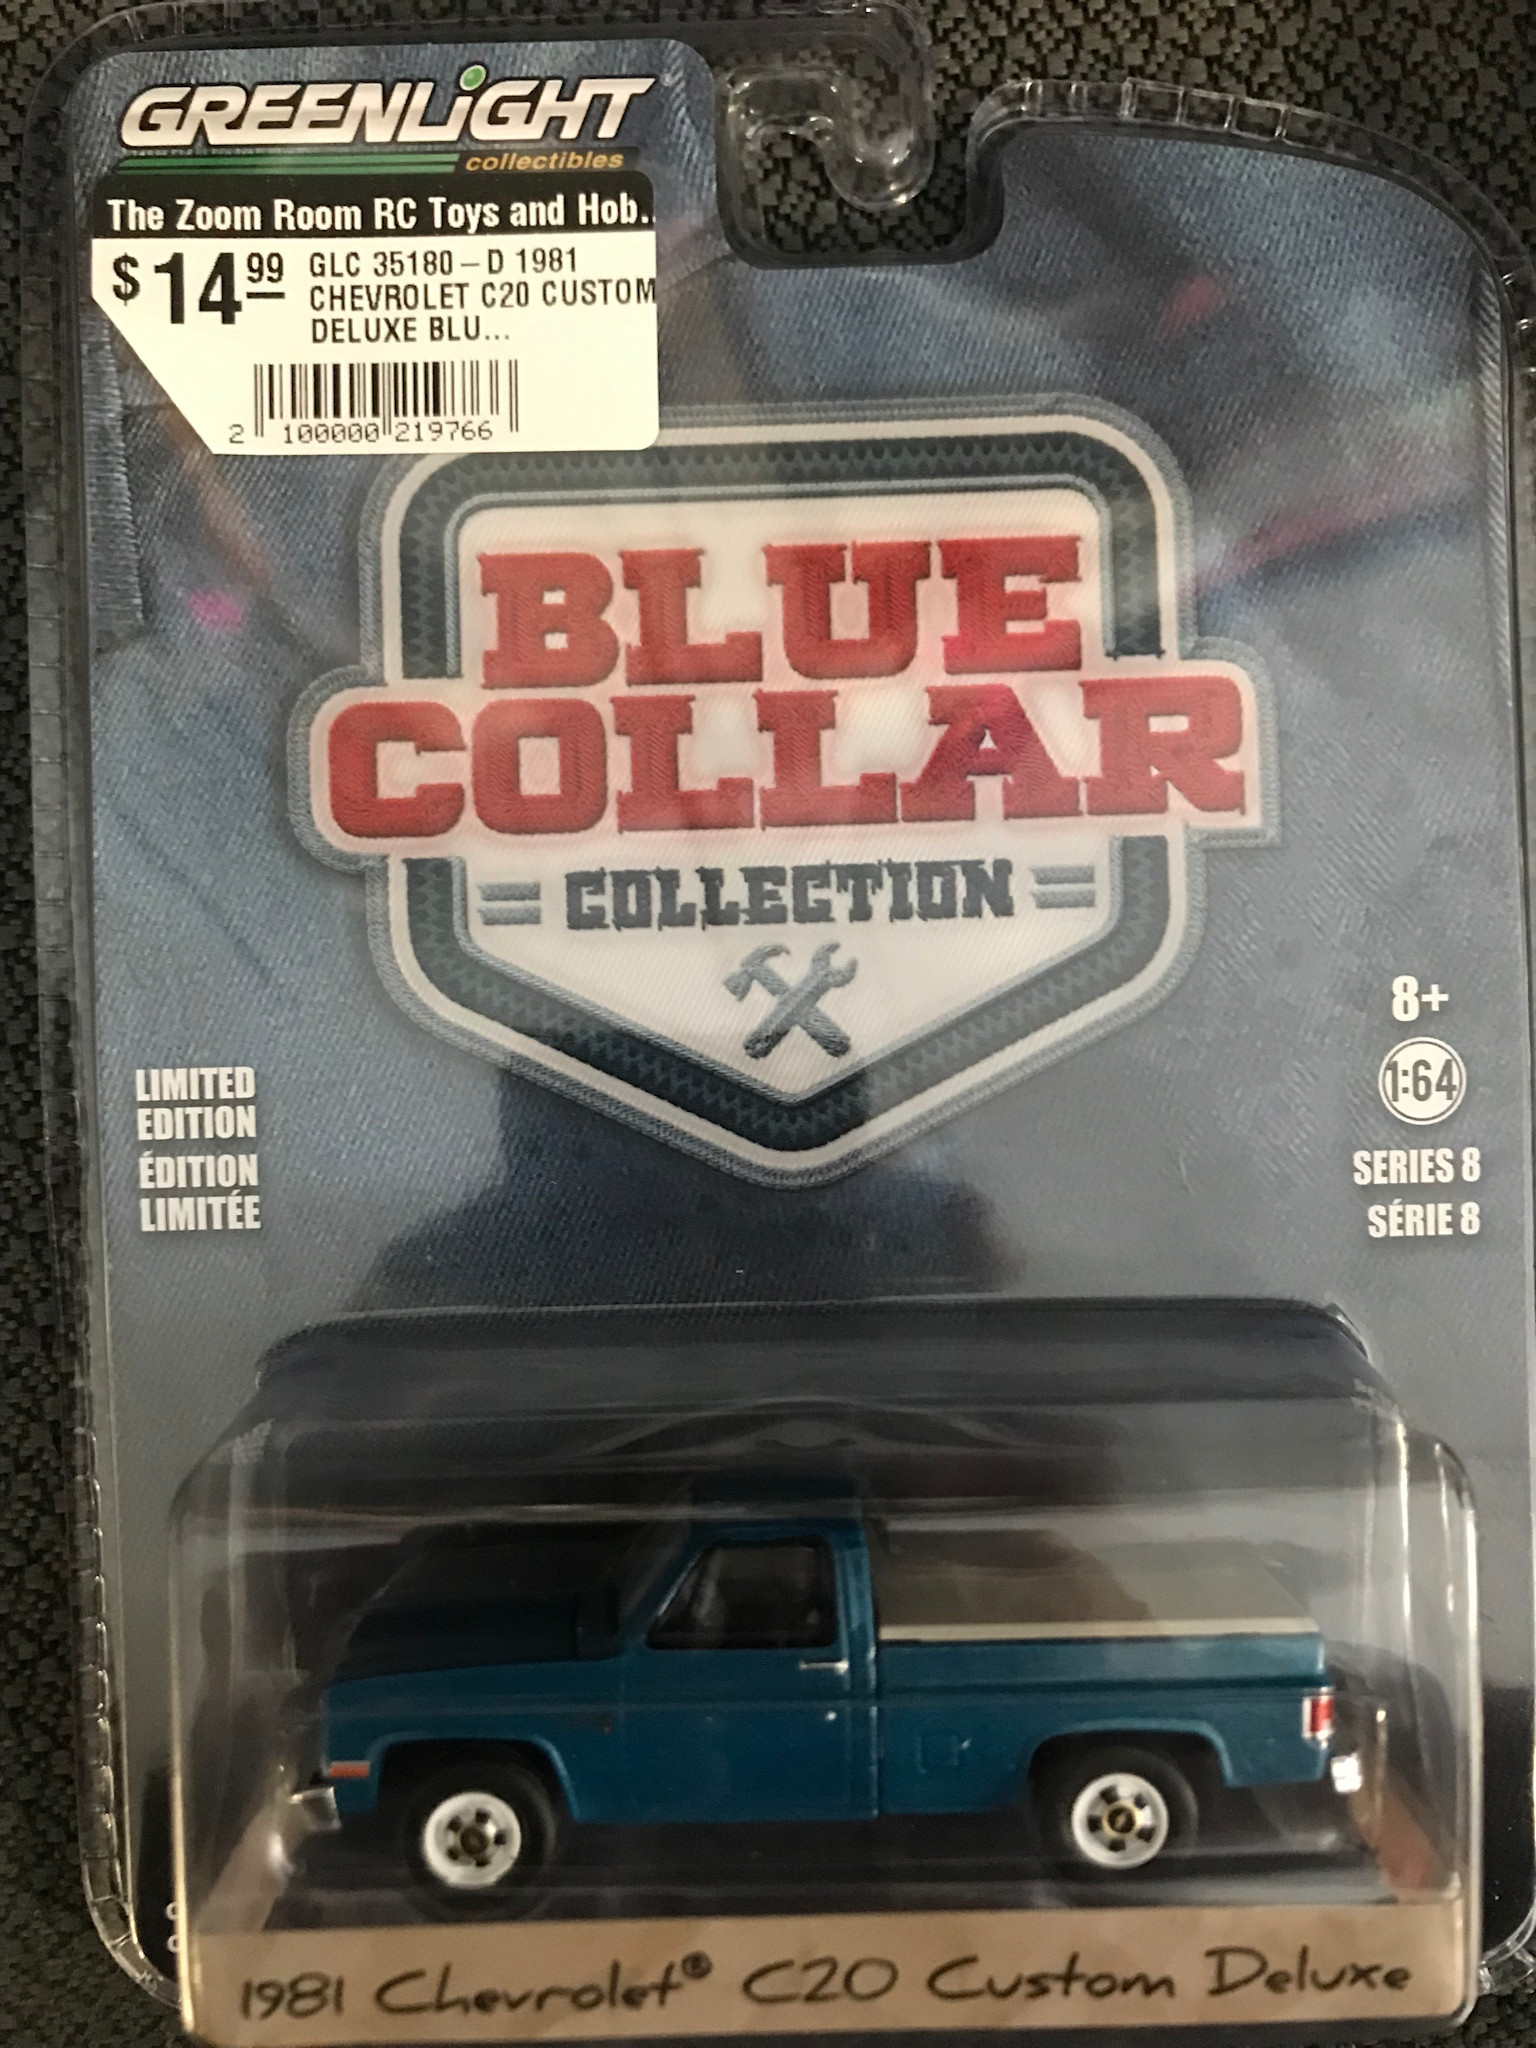 GREENLiGHT®
collectibles
The Zoom Room RC Toys and Hob..
$14.99 GLC 35180-D 1981
CHEVROLET C20 CUSTOM
DELUXE BLU...
2 100000 219766
BLUE
COLLAR
COLLECTION
8+
1:64
LIMITED
EDITION
ÉDITION
LIMITÉE
SERIES 8
SÉRIE 8
1981 Chevrolet® C20 Custom Deluxe